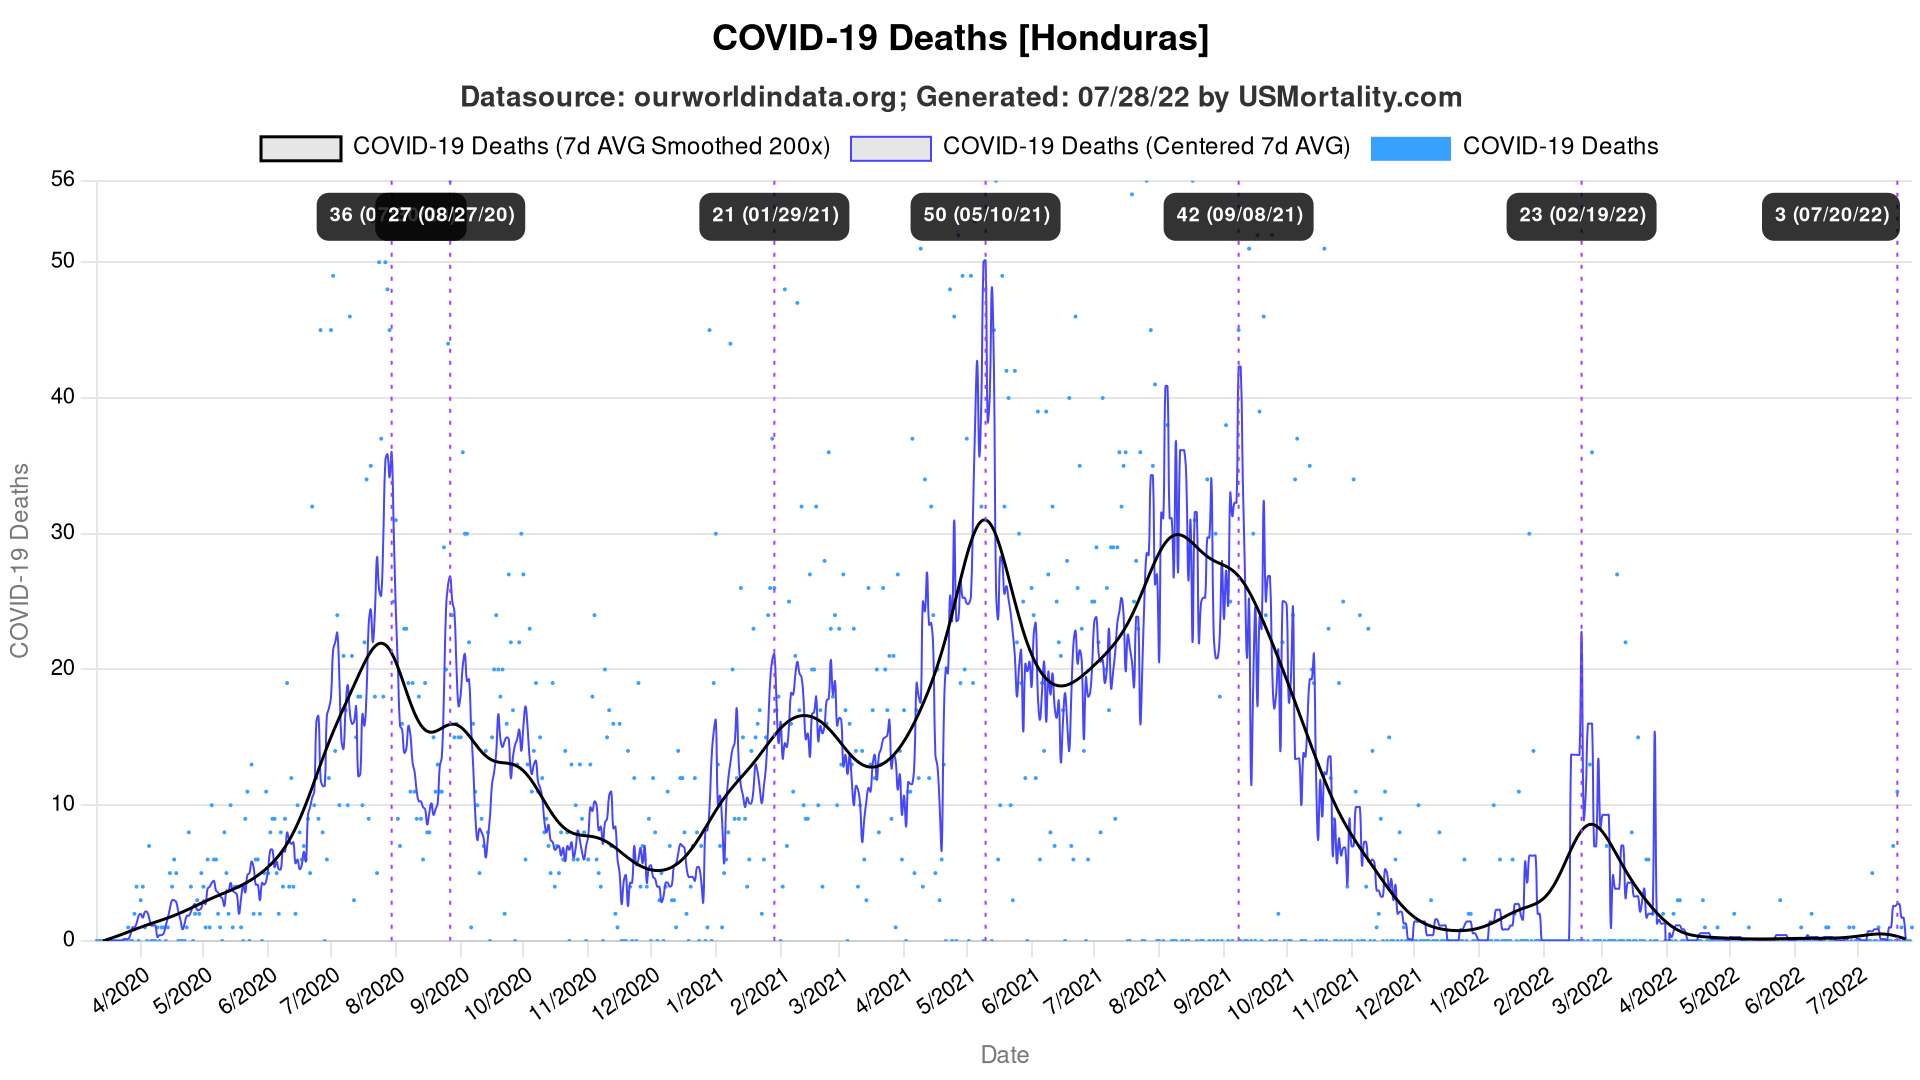 COVID-19 Deaths [Honduras]
Datasource: ourworldindata.org; Generated: 07/28/22 by USMortality.com
COVID-19 Deaths (7d AVG Smoothed 200x) COVID-19 Deaths (Centered 7d AVG) COVID-19 Deaths
56
36 27 (08/27/20) 21 (01/29/21) 50 (05/10/21) 42 (09/08/21) 23 (02/19/22) 3 (07/20/22)
50
40
30
20
10
0
COVID-19 Deaths
4/2020 5/2020 6/2020 7/2020 8/2020 9/2020 10/2020 11/2020 12/2020 1/2021 2/2021 3/2021 4/2021 5/2021 6/2021 7/2021 8/2021 9/2021 10/2021 11/2021 12/2021 1/2022 2/2022 3/2022 4/2022 5/2022 6/2022 7/2022
Date